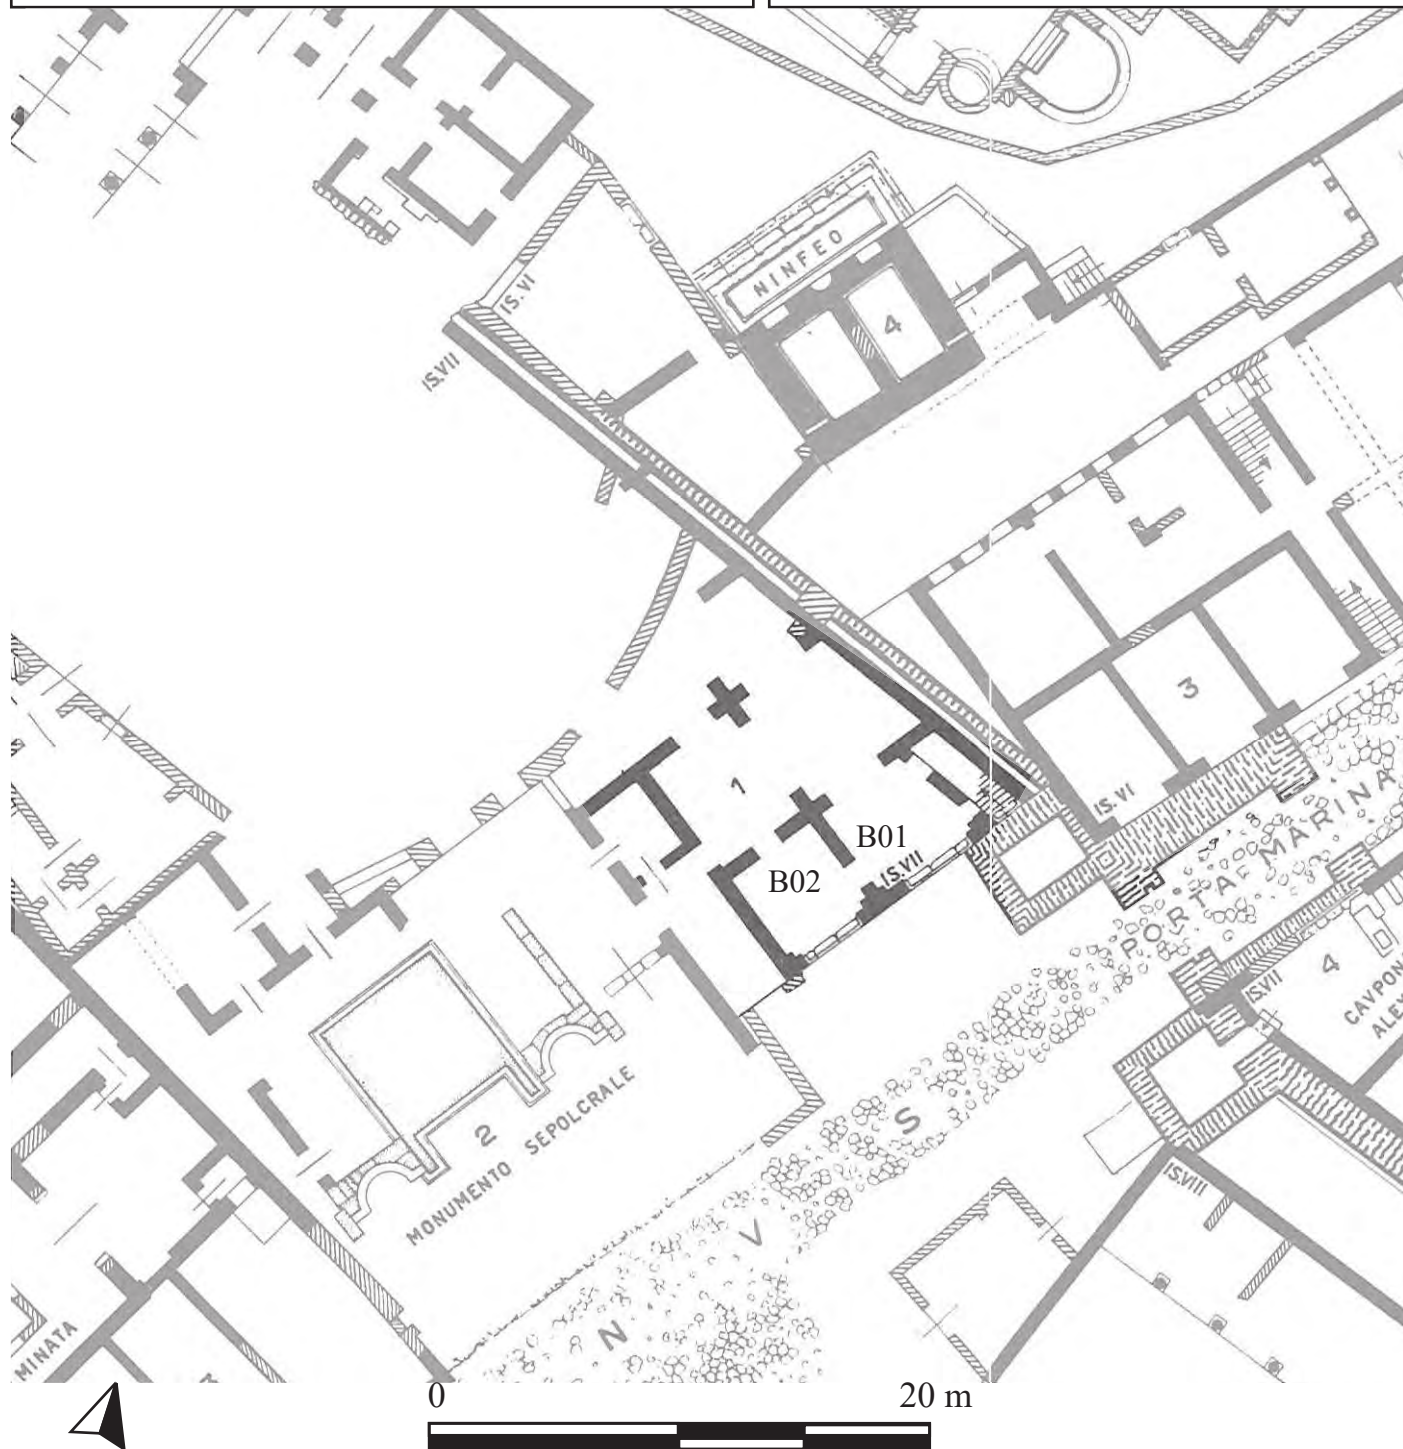 NINFEO
4
IS. VI
IS.VII
3
1
B01
B02
IS.VII
IS. VI
PORTA MARINA
4
IS.VII
CAVPON
ALEX
2
MONUMENTO SEPOLCRALE
S
V
N
IS.VIII
MINATA
0
20 m